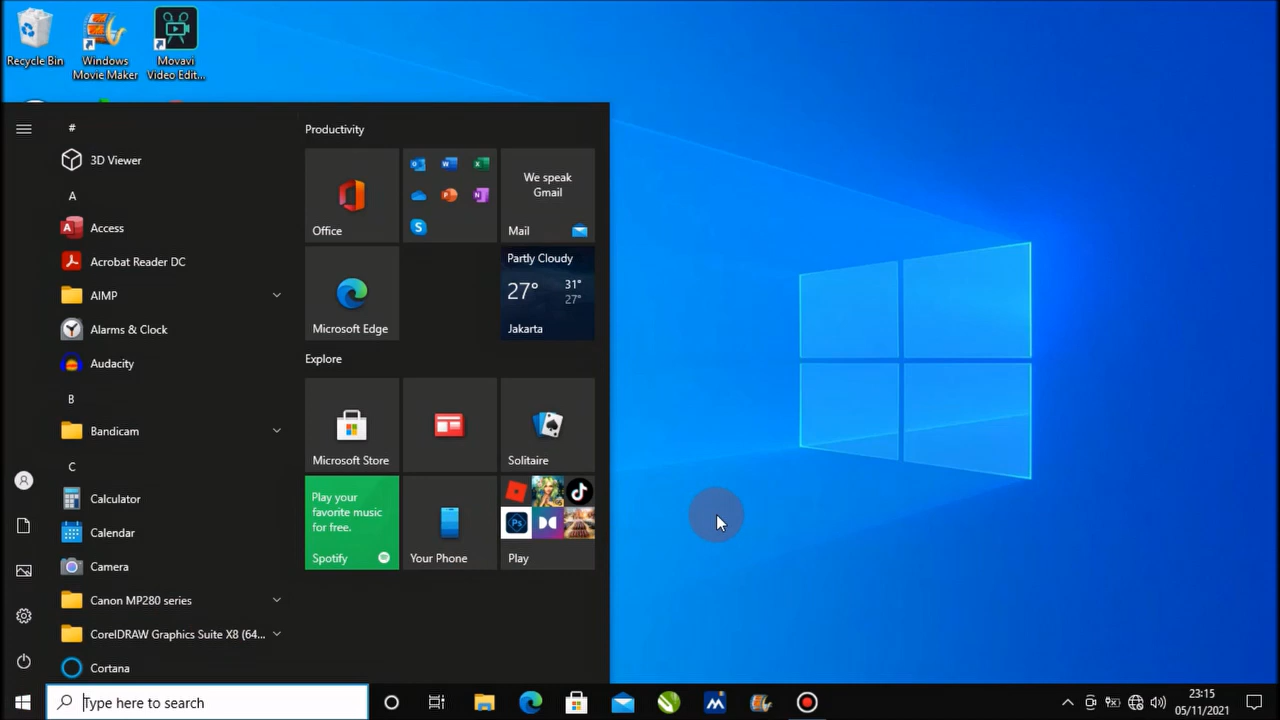 Recycle Bin
Windows
Movie Maker
Movavi
Video Edit...
#
3D Viewer
A
Access
Acrobat Reader DC
AIMP
Alarms & Clock
Audacity
B
Bandicam
C
Calculator
Calendar
Camera
Canon MP280 series
CorelDRAW Graphics Suite X8 (64...
Cortana
Productivity
Office
We speak
Gmail
Mail
Microsoft Edge
Partly Cloudy
27° 31°
27°
Jakarta
Explore
Microsoft Store
Solitaire
Play your
favorite music
for free.
Spotify
Your Phone
Play
Type here to search
23:15
05/11/2021